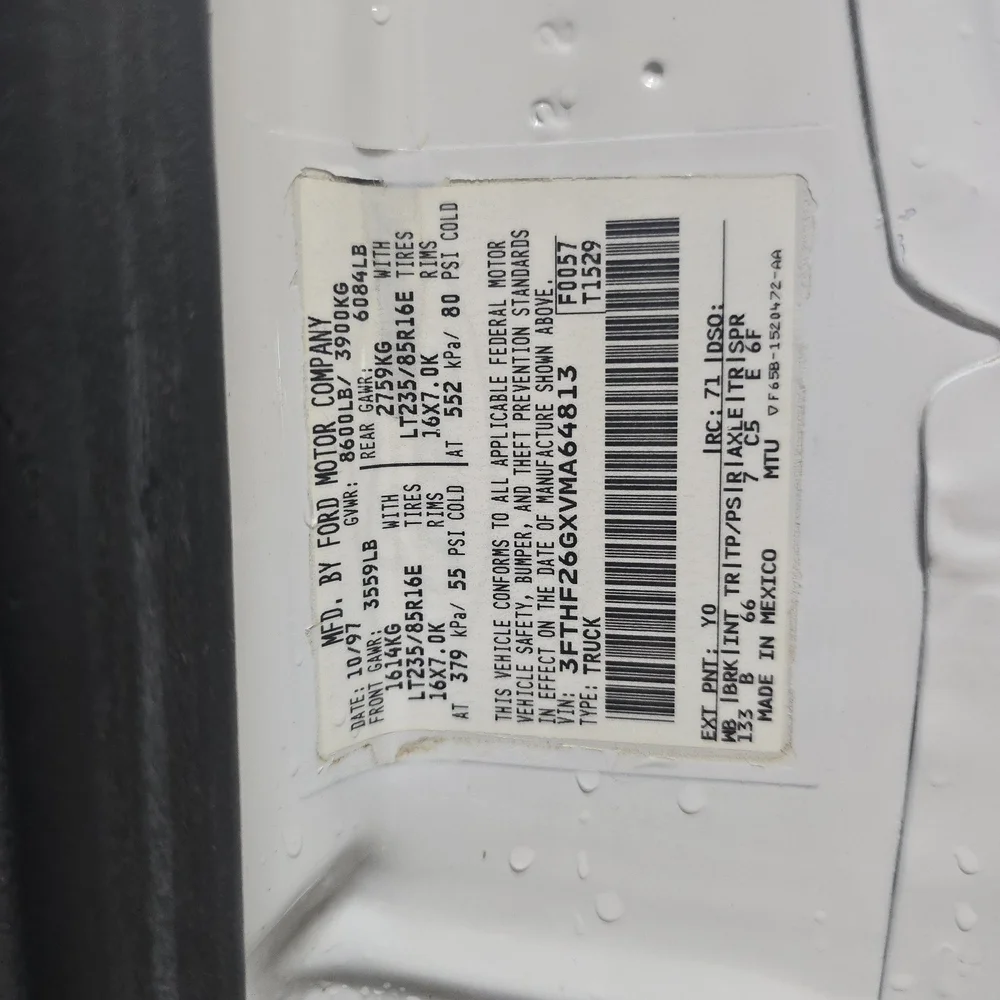 MFD. BY FORD MOTOR COMPANY
DATE: 10/97 GVWR: 8600LB/ 3900KG
FRONT GAWR: 3559LB REAR GAWR: 6084LB
1614KG WITH 2759KG WITH
LT235/85R16E TIRES LT235/85R16E TIRES
16X7.0K RIMS 16X7.0K RIMS
AT 379 kPa/ 55 PSI COLD AT 552 kPa/ 80 PSI COLD
THIS VEHICLE CONFORMS TO ALL APPLICABLE FEDERAL MOTOR
VEHICLE SAFETY, BUMPER, AND THEFT PREVENTION STANDARDS
IN EFFECT ON THE DATE OF MANUFACTURE SHOWN ABOVE.
VIN: 3FTHF26GXVMA64813 F0057
TYPE: TRUCK T1529
EXT PNT: YO RC: 71 DSO:
WB BRK INT TR TP/PS R AXLE TR SPR
133 B 66 7 C5 E 6F
MADE IN MEXICO MTU ▽F65B-1520472-AA